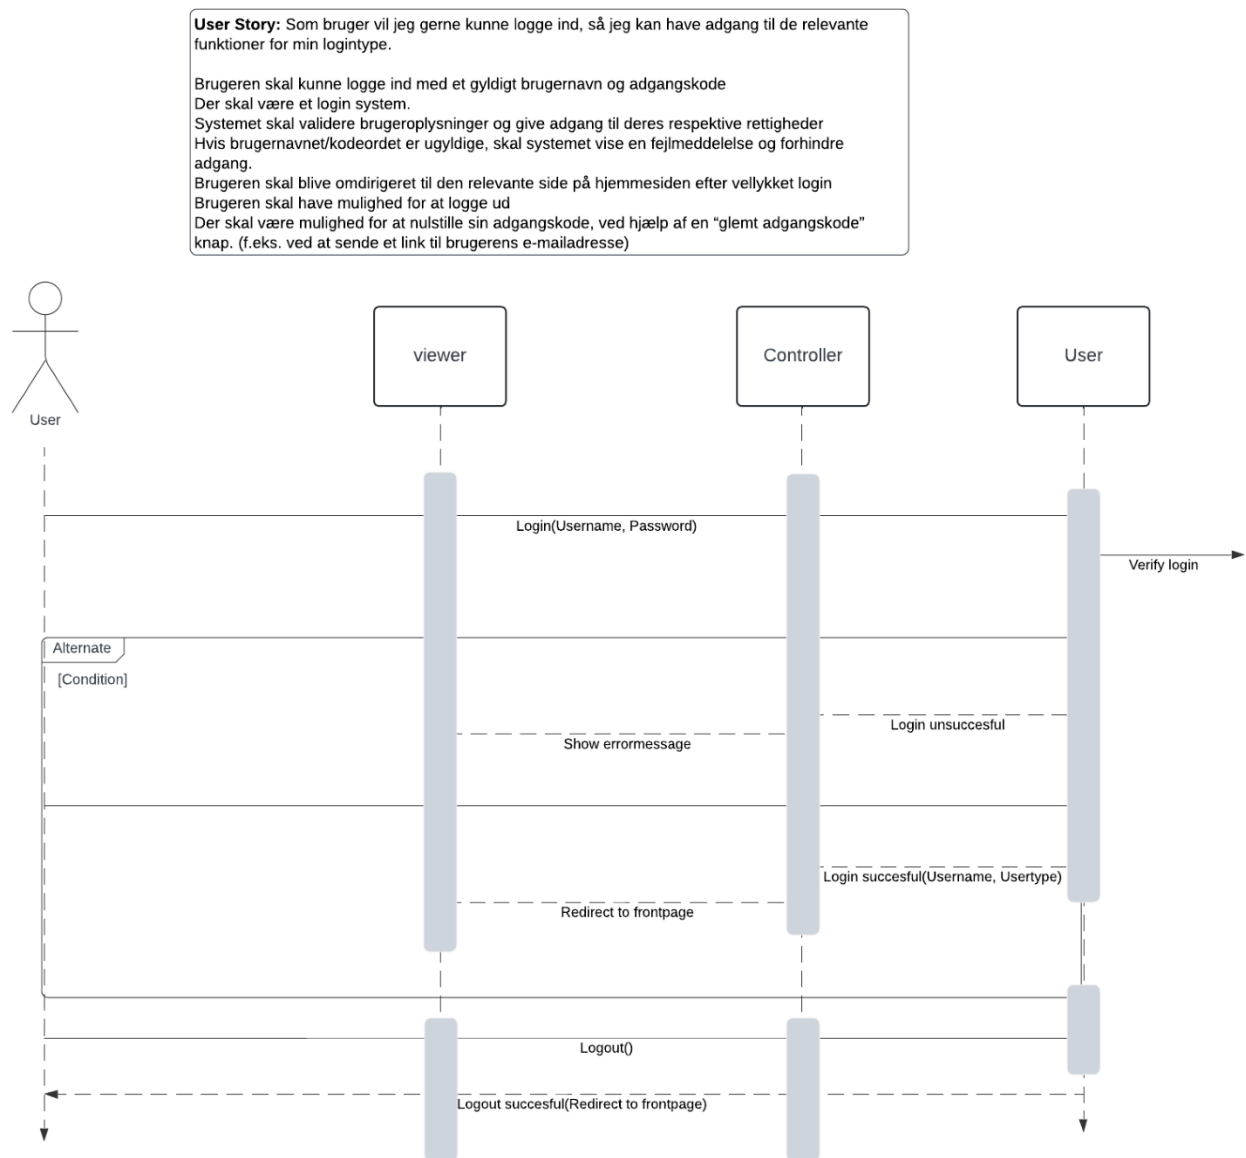 User Story: Som bruger vil jeg gerne kunne logge ind, så jeg kan have adgang til de relevante
funktioner for min logintype.
Brugeren skal kunne logge ind med et gyldigt brugernavn og adgangskode
Der skal være et login system.
Systemet skal validere brugeroplysninger og give adgang til deres respektive rettigheder
Hvis brugernavnet/kodeordet er ugyldige, skal systemet vise en fejlmeddelelse og forhindre
adgang.
Brugeren skal blive omdirigeret til den relevante side på hjemmesiden efter vellykket login
Brugeren skal have mulighed for at logge ud
Der skal være mulighed for at nulstille sin adgangskode, ved hjælp af en “glemt adgangskode”
knap. (f.eks. ved at sende et link til brugerens e-mailadresse)
viewer
Controller
User
User
Login(Username, Password)
Verify login
Alternate
[Condition]
Login unsuccesful
Show errormessage
Login succesful(Username, Usertype)
Redirect to frontpage
Logout()
Logout succesful(Redirect to frontpage)